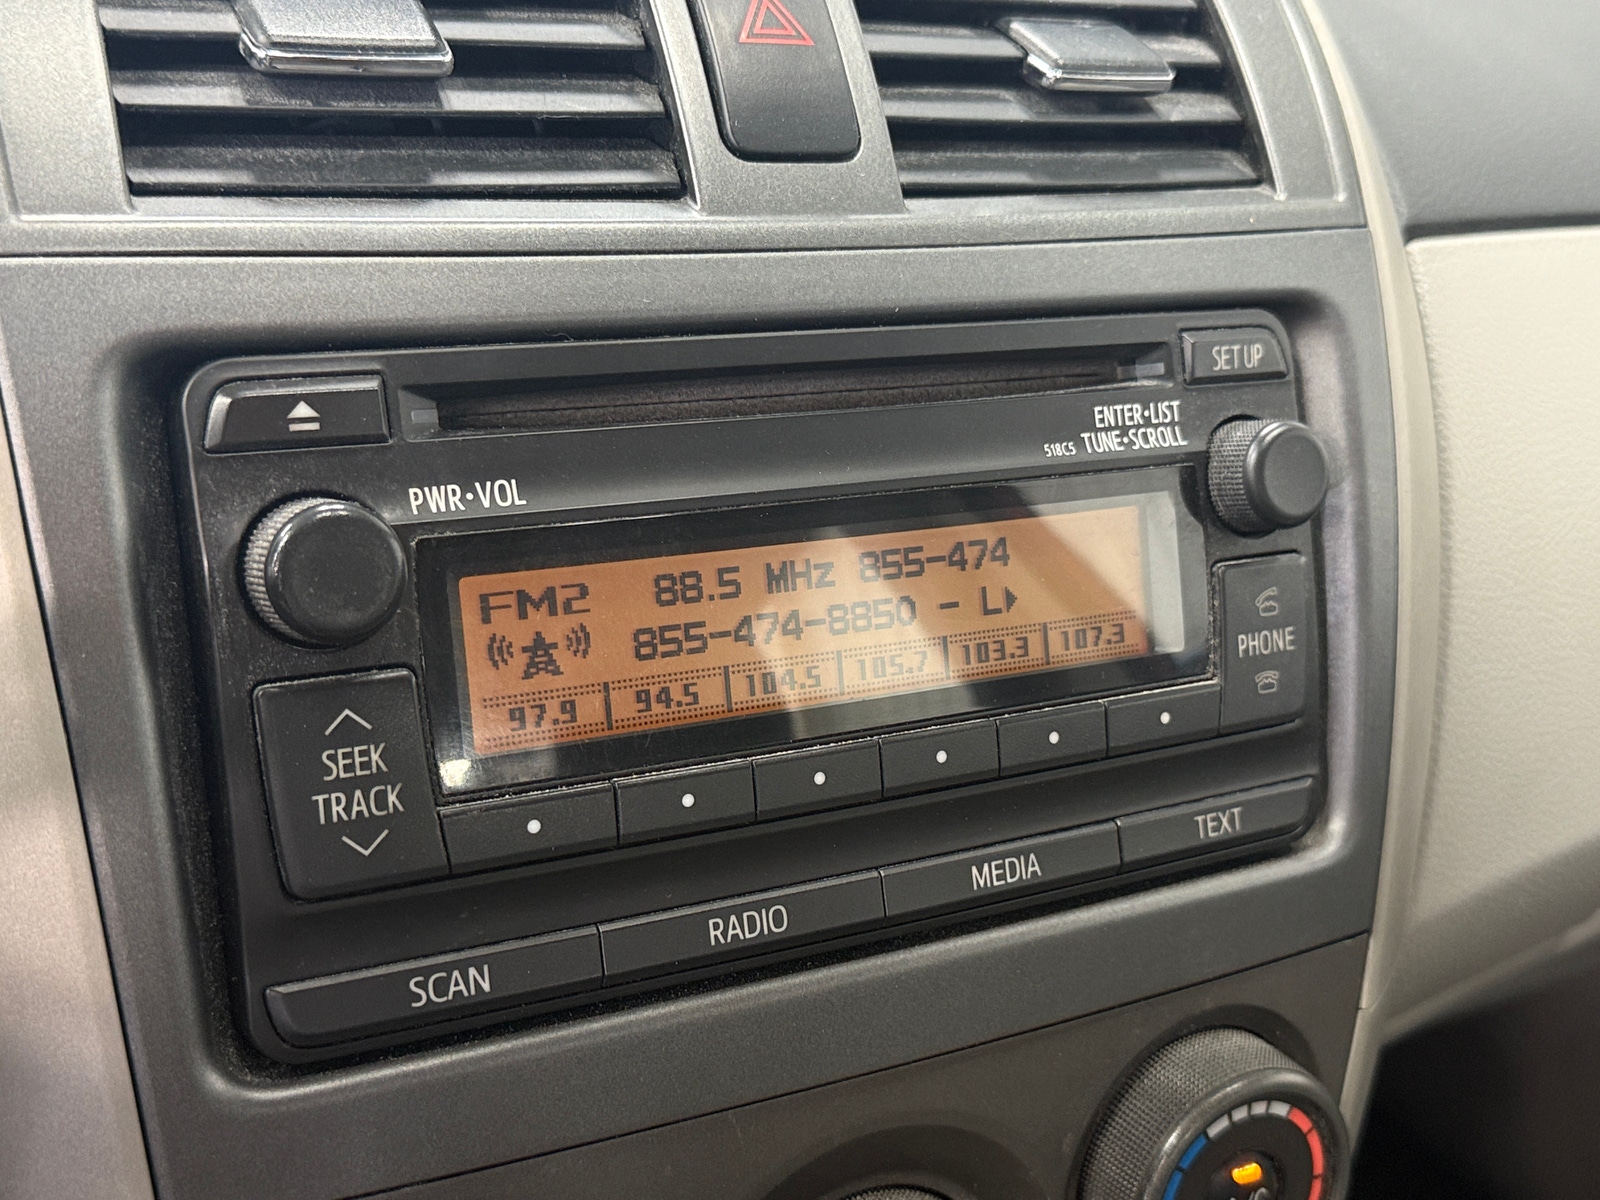 SET UP
ENTER•LIST
518C5 TUNE•SCROLL
PWR•VOL
FM2 88.5 MHz 855-474
855-474-8850 - L
97.9 94.5 104.5 105.7 103.3 107.3
PHONE
SEEK
TRACK
SCAN RADIO MEDIA TEXT